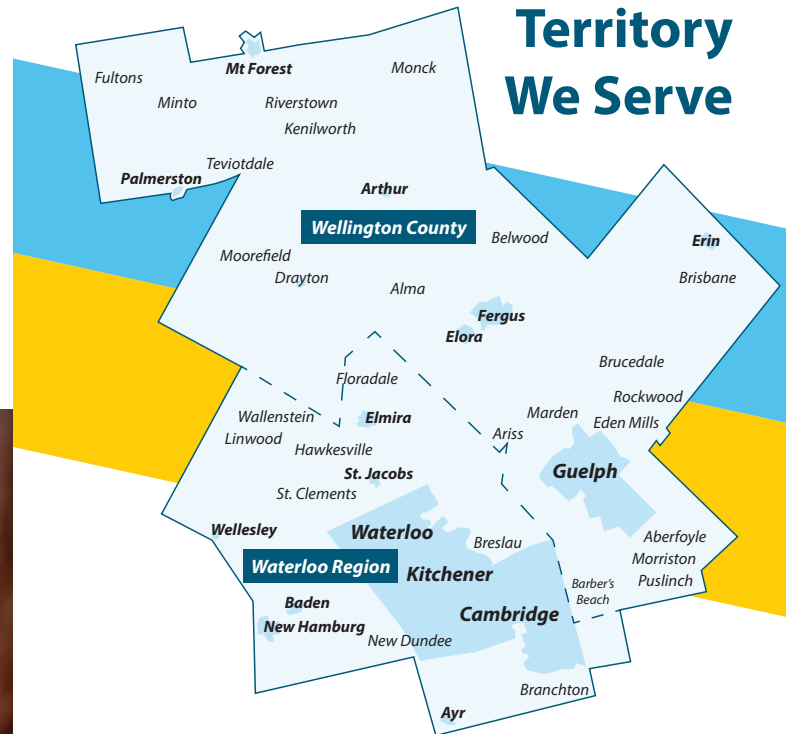 Territory
We Serve
Mt Forest
Monck
Fultons
Minto
Riverstown
Kenilworth
Teviotdale
Palmerston
Arthur
Wellington County
Belwood
Erin
Moorefield
Brisbane
Drayton
Alma
Fergus
Elora
Brucedale
Floradale
Rockwood
Wallenstein
Elmira
Marden
Eden Mills
Linwood
Ariss
Hawkesville
St. Jacobs
Guelph
St. Clements
Wellesley
Waterloo
Breslau
Aberfoyle
Morriston
Waterloo Region
Kitchener
Puslinch
Barber's
Beach
Baden
Cambridge
New Hamburg
New Dundee
Branchton
Ayr